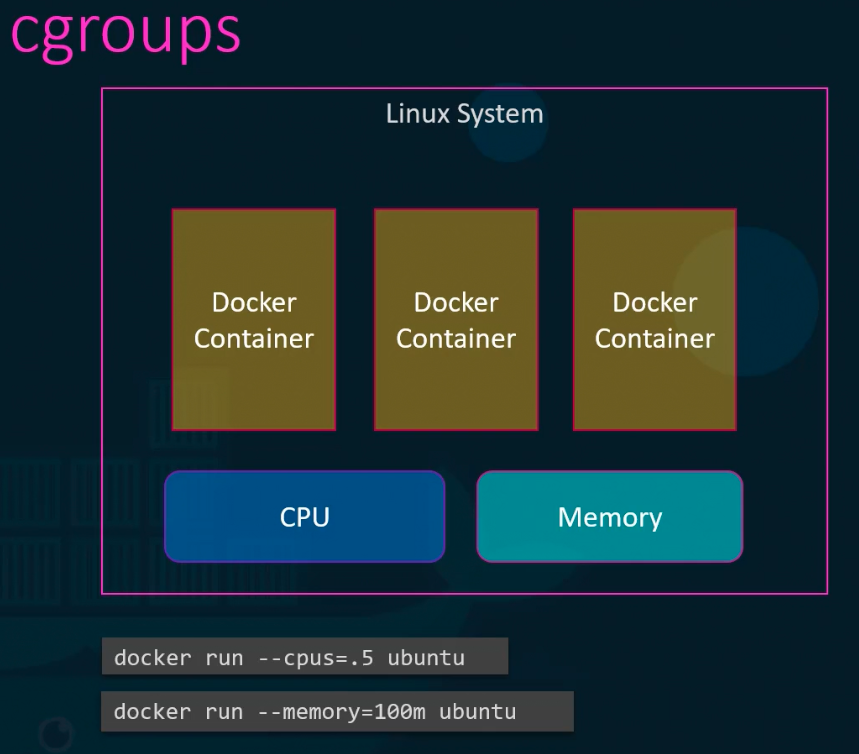 cgroups
Linux System
Docker
Container
Docker
Container
Docker
Container
CPU
Memory
docker run --cpus=.5 ubuntu
docker run --memory=100m ubuntu